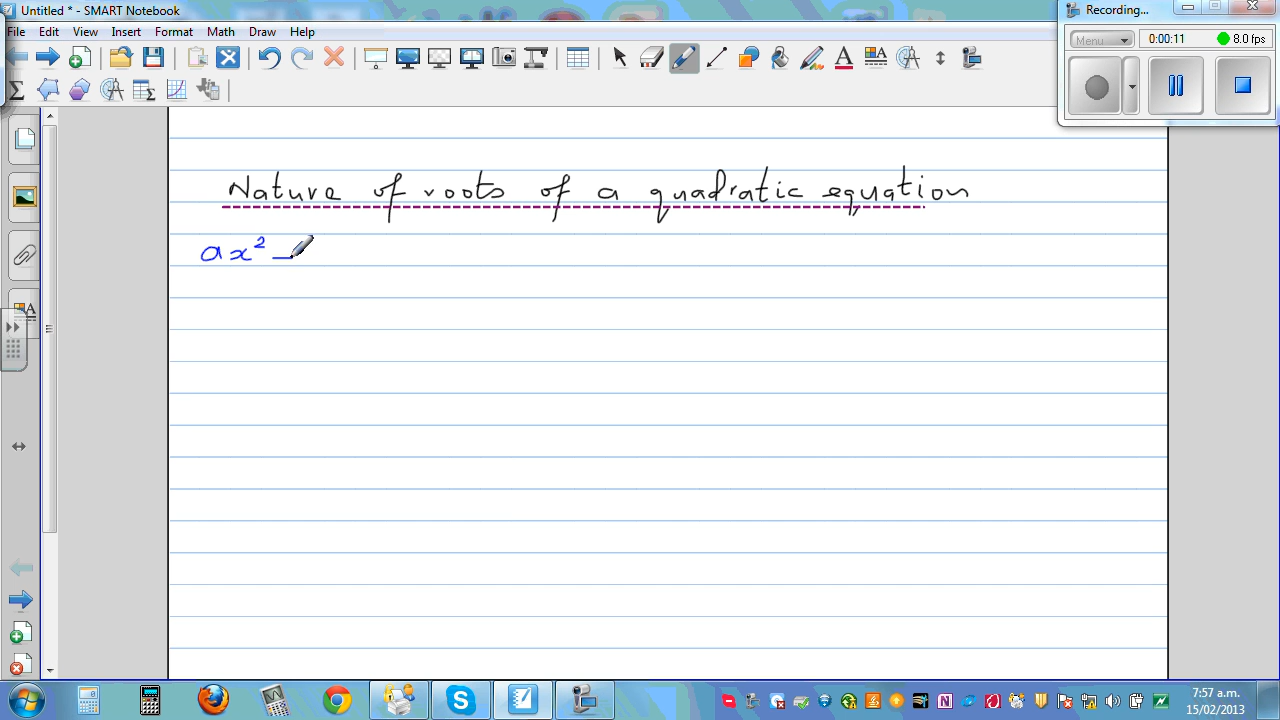 Untitled * - SMART Notebook
Recording...
File Edit View Insert Format Math Draw Help
Menu
0:00:11
8.0 fps
Nature of roots of a quadratic equation
ax²
7:57 a.m.
15/02/2013